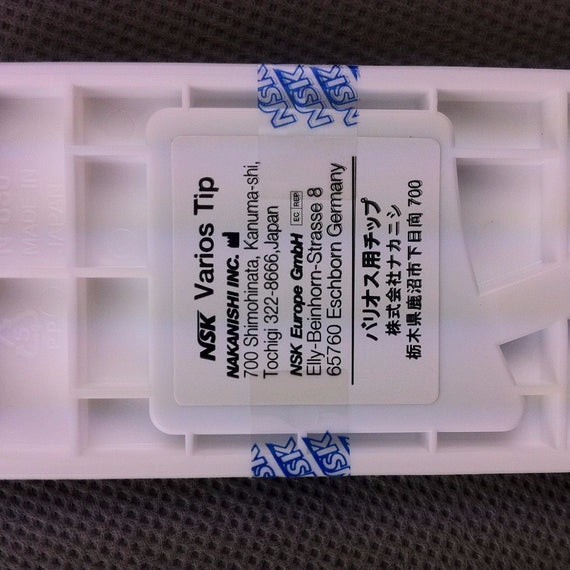 NSK Varios Tip
NAKANISHI INC.
700 Shimohinata, Kanuma-shi,
Tochigi 322-8666, Japan
NSK Europe GmbH EC REP
Elly-Beinhorn-Strasse 8
65760 Eschborn Germany
バリオス用チップ
株式会社ナカニシ
栃木県鹿沼市下日向 700
NSK
NSK
NSK
NSK
NSK